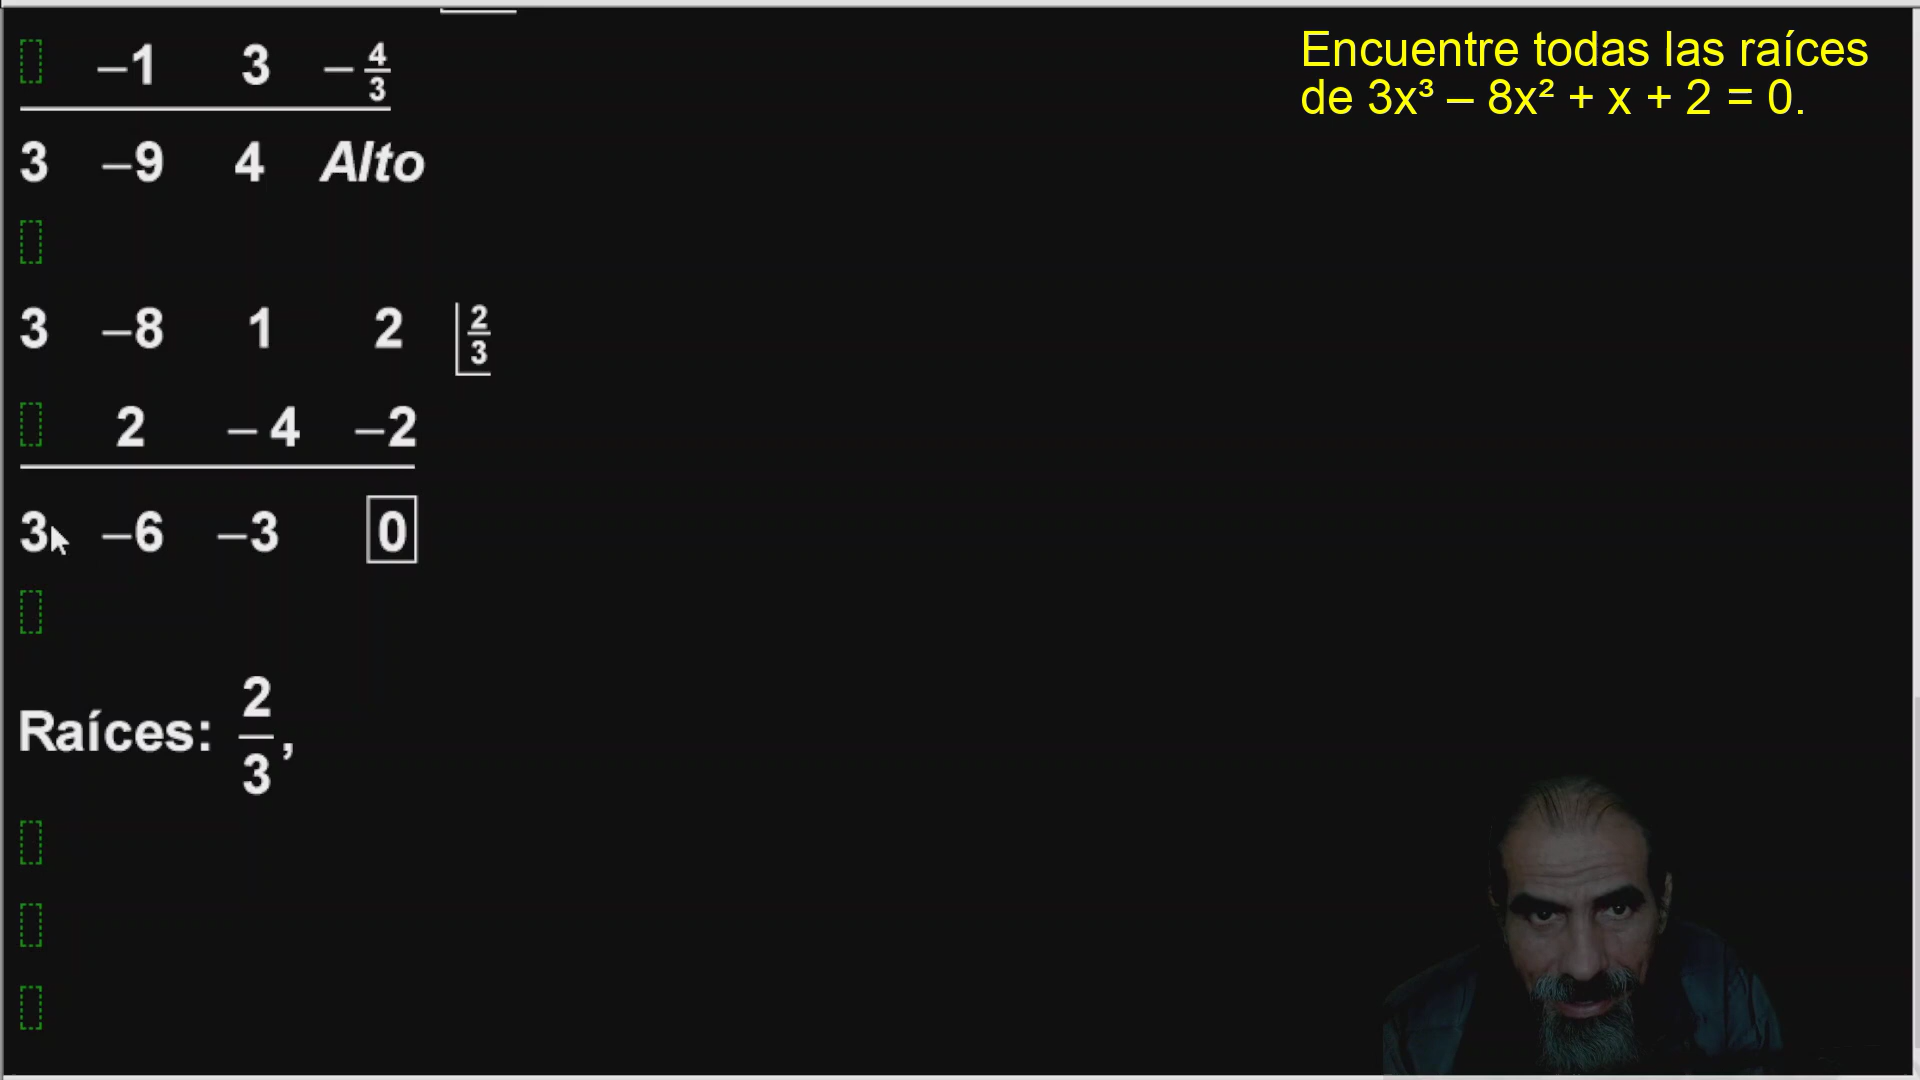 Encuentre todas las raíces
de 3x³ – 8x² + x + 2 = 0.
–1 3 –4/3
3 –9 4 Alto
3 –8 1 2 2/3
2 –4 –2
3 –6 –3 0
Raíces: 2/3,